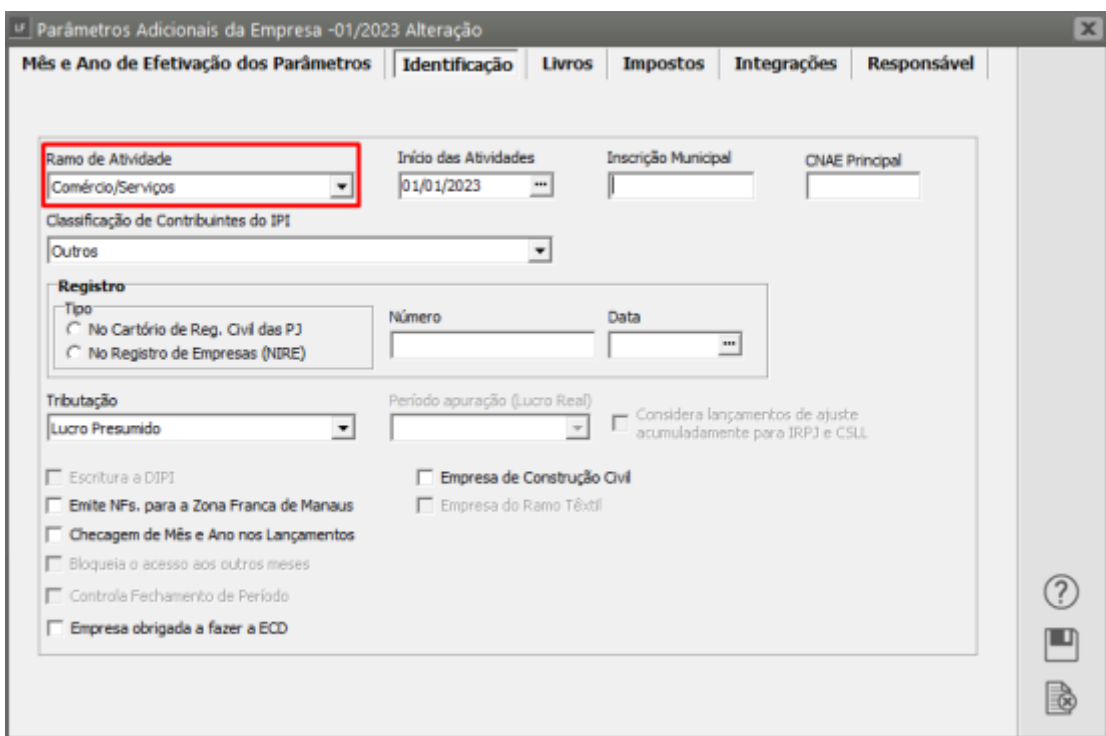 LF Parâmetros Adicionais da Empresa -01/2023 Alteração
Mês e Ano de Efetivação dos Parâmetros Identificação Livros Impostos Integrações Responsável
Ramo de Atividade Início das Atividades Inscrição Municipal CNAE Principal
Comércio/Serviços 01/01/2023 ...
Classificação de Contribuintes do IPI
Outros
Registro
Tipo
No Cartório de Reg. Civil das PJ
No Registro de Empresas (NIRE)
Número Data
...
Tributação Período apuração (Lucro Real)
Lucro Presumido
Considera lançamentos de ajuste
acumuladamente para IRPJ e CSLL
Escritura a DIPI Empresa de Construção Civil
Emite NFs. para a Zona Franca de Manaus Empresa do Ramo Têxtil
Checagem de Mês e Ano nos Lançamentos
Bloqueia o acesso aos outros meses
Controla Fechamento de Período
Empresa obrigada a fazer a ECD